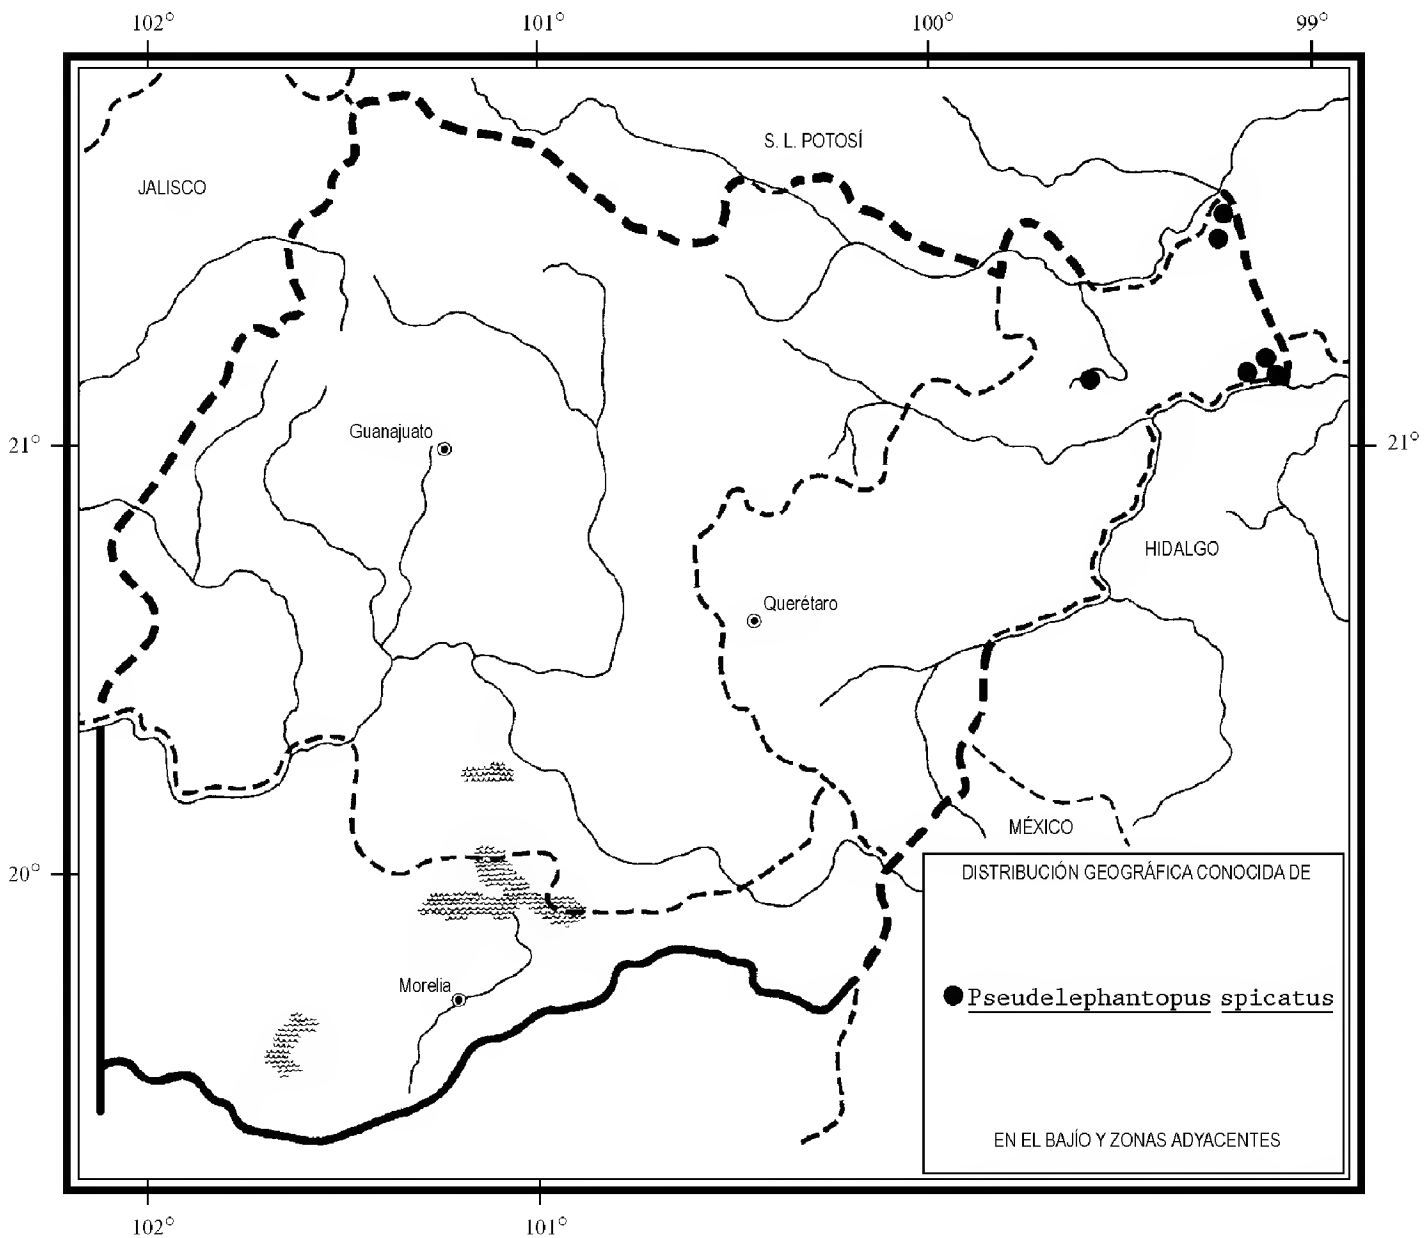 102° 101° 100° 99°
S. L. POTOSÍ
JALISCO
Guanajuato
21° 21°
HIDALGO
Querétaro
MÉXICO
20°
DISTRIBUCIÓN GEOGRÁFICA CONOCIDA DE
Morelia
Pseudelephantopus spicatus
EN EL BAJÍO Y ZONAS ADYACENTES
102° 101°